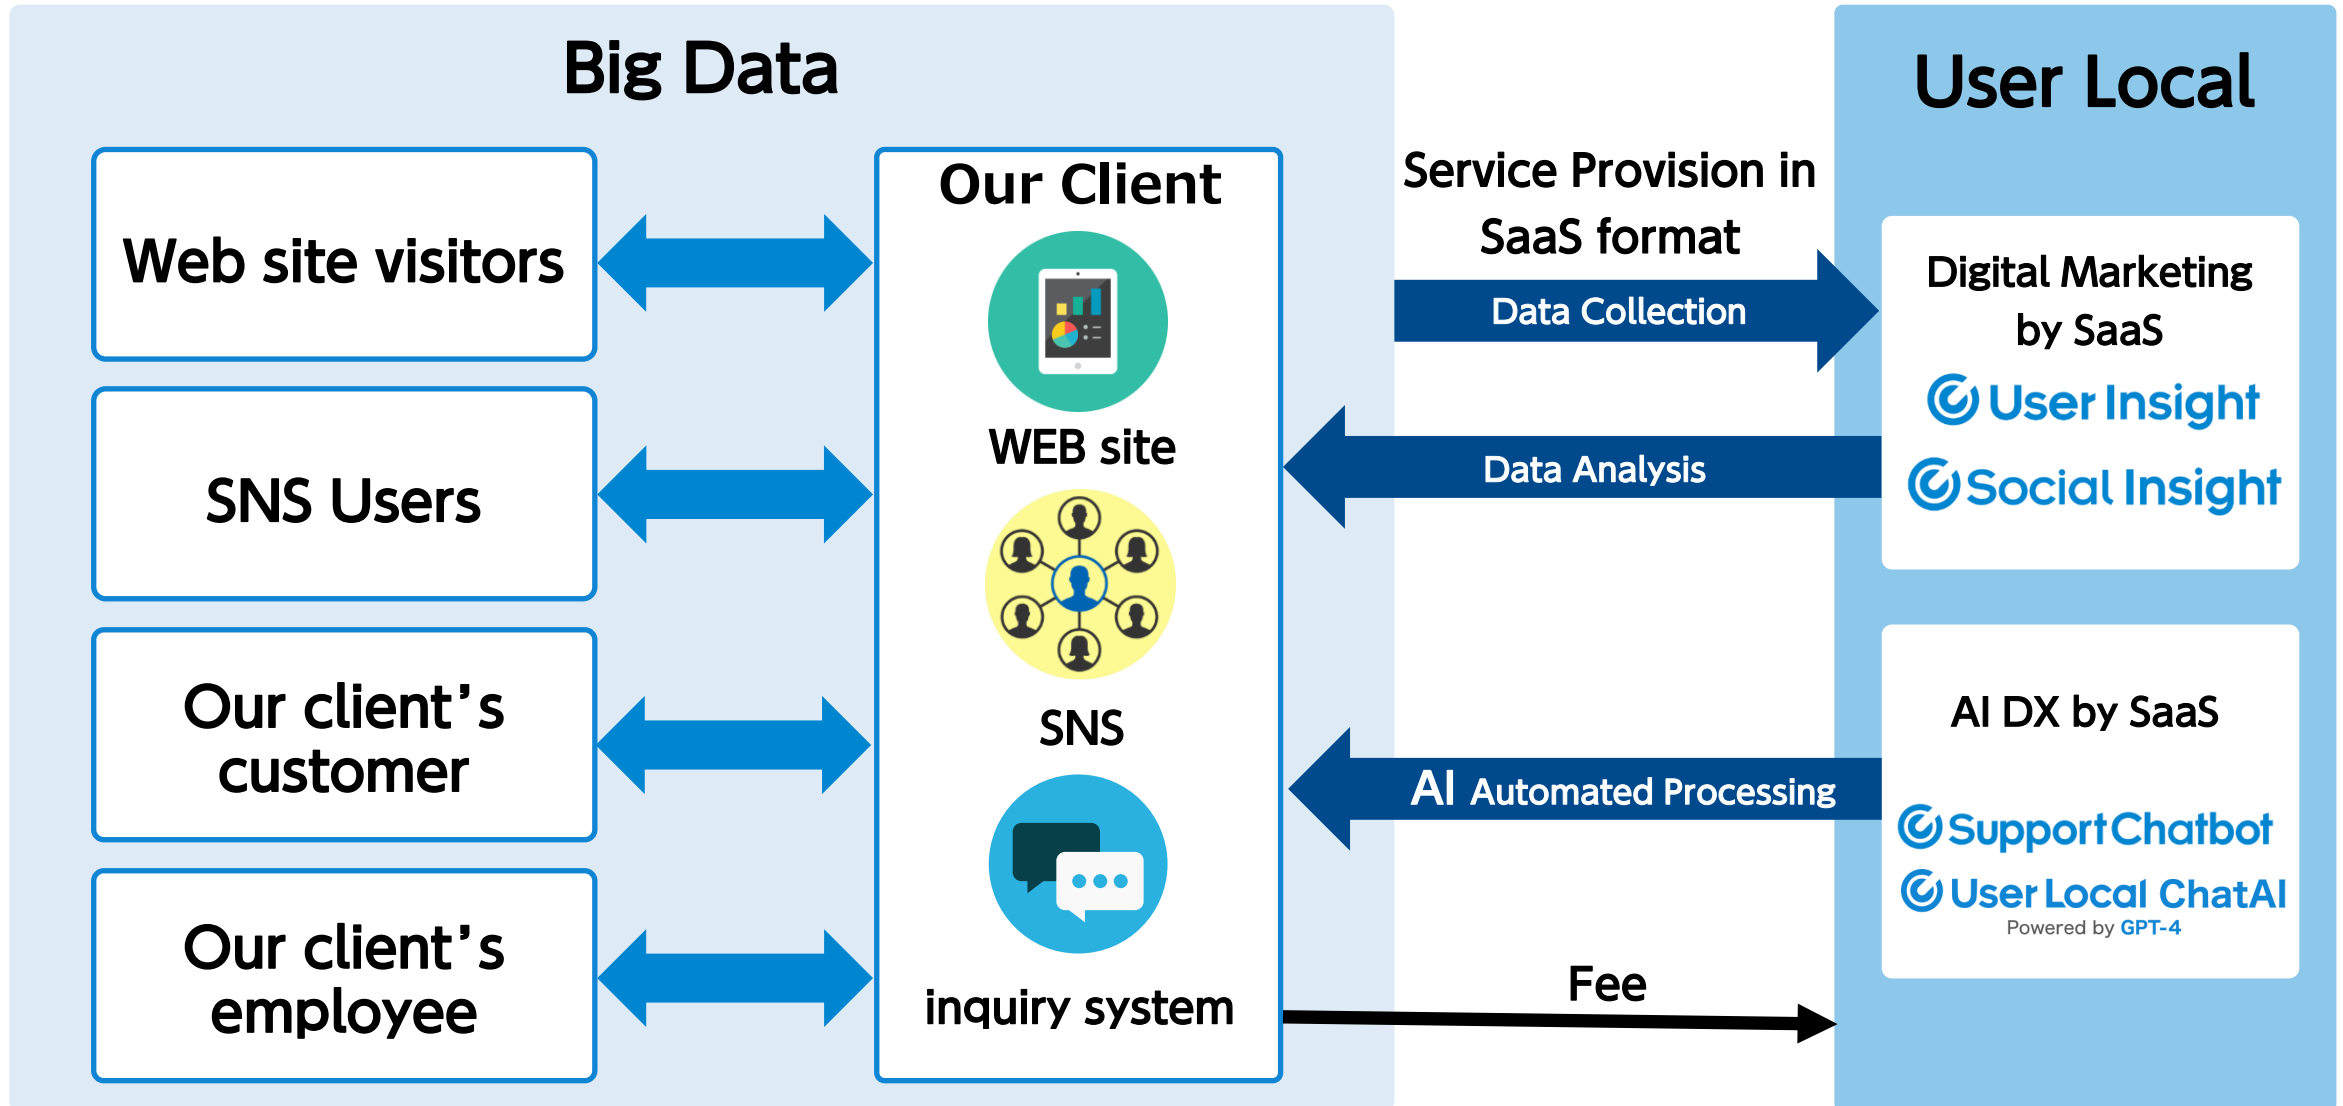 Big Data
Web site visitors
SNS Users
Our client’s
customer
Our client’s
employee
Our Client
WEB site
SNS
inquiry system
Service Provision in
SaaS format
Data Collection
Data Analysis
AI Automated Processing
Fee
User Local
Digital Marketing
by SaaS
User Insight
Social Insight
AI DX by SaaS
Support Chatbot
User Local ChatAI
Powered by GPT-4